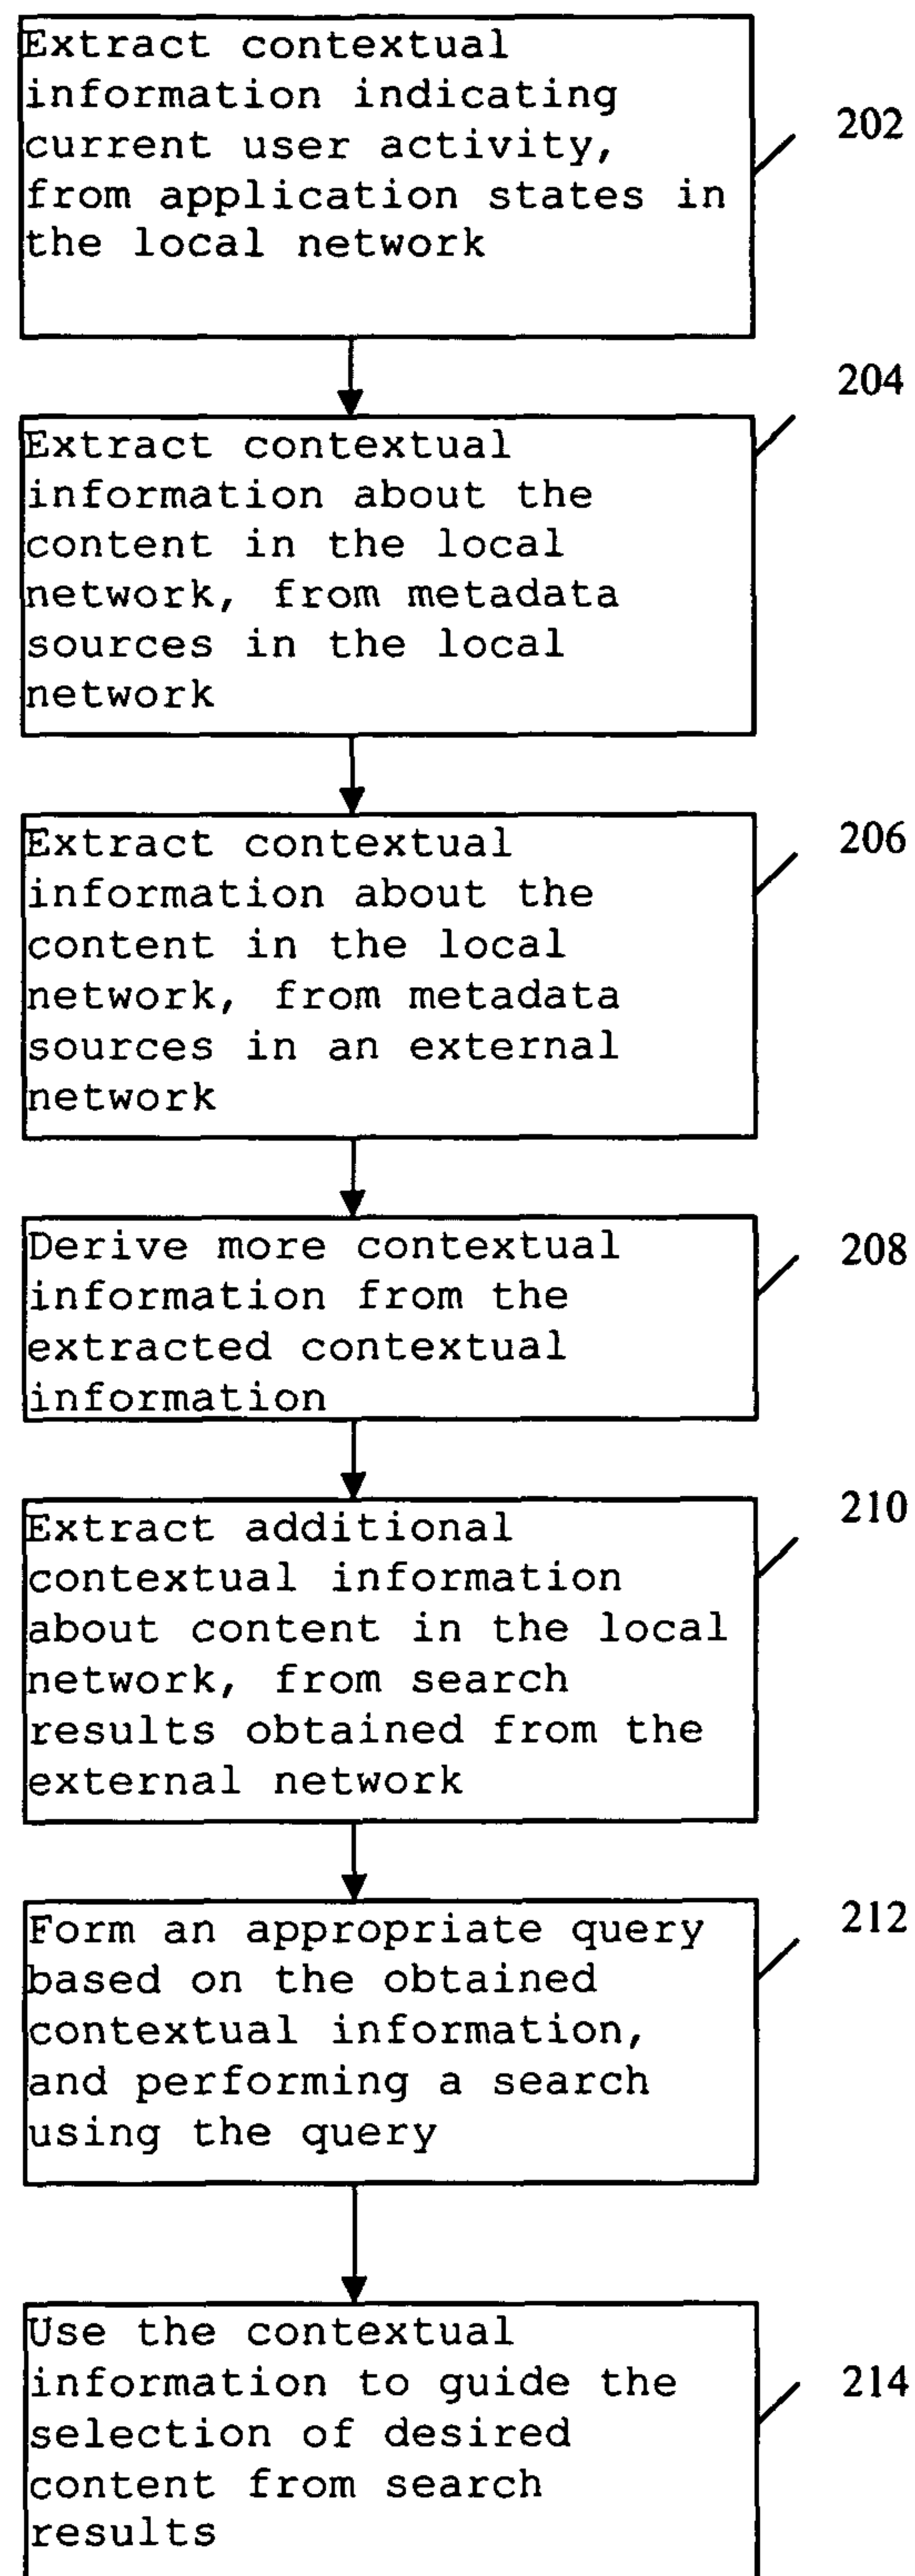 Extract contextual
information indicating
current user activity,
from application states in
the local network
202
Extract contextual
information about the
content in the local
network, from metadata
sources in the local
network
204
Extract contextual
information about the
content in the local
network, from metadata
sources in an external
network
206
Derive more contextual
information from the
extracted contextual
information
208
Extract additional
contextual information
about content in the local
network, from search
results obtained from the
external network
210
Form an appropriate query
based on the obtained
contextual information,
and performing a search
using the query
212
Use the contextual
information to guide the
selection of desired
content from search
results
214